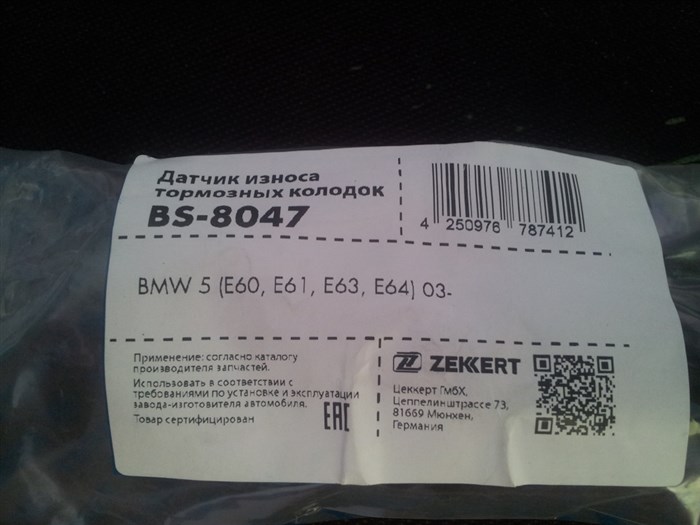 Датчик износа
тормозных колодок
BS-8047
4 250976 787412
BMW 5 (E60, E61, E63, E64) 03-
Применение: согласно каталогу
производителя запчастей.
Использовать в соответствии с
требованиями по установке и эксплуатации
завода-изготовителя автомобиля.
Товар сертифицирован
EAC
ZEKKERT
Цеккерт ГмбХ,
Цеппелинштрассе 73,
81669 Мюнхен,
Германия